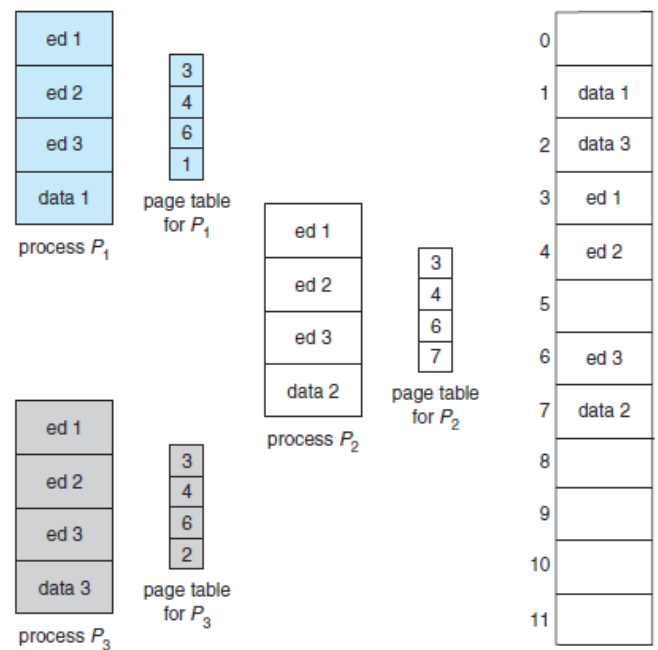 ed 1
ed 2
ed 3
data 1
process P1
3
4
6
1
page table
for P1
ed 1
ed 2
ed 3
data 2
process P2
3
4
6
7
page table
for P2
ed 1
ed 2
ed 3
data 3
process P3
3
4
6
2
page table
for P3
0
1 data 1
2 data 3
3 ed 1
4 ed 2
5
6 ed 3
7 data 2
8
9
10
11